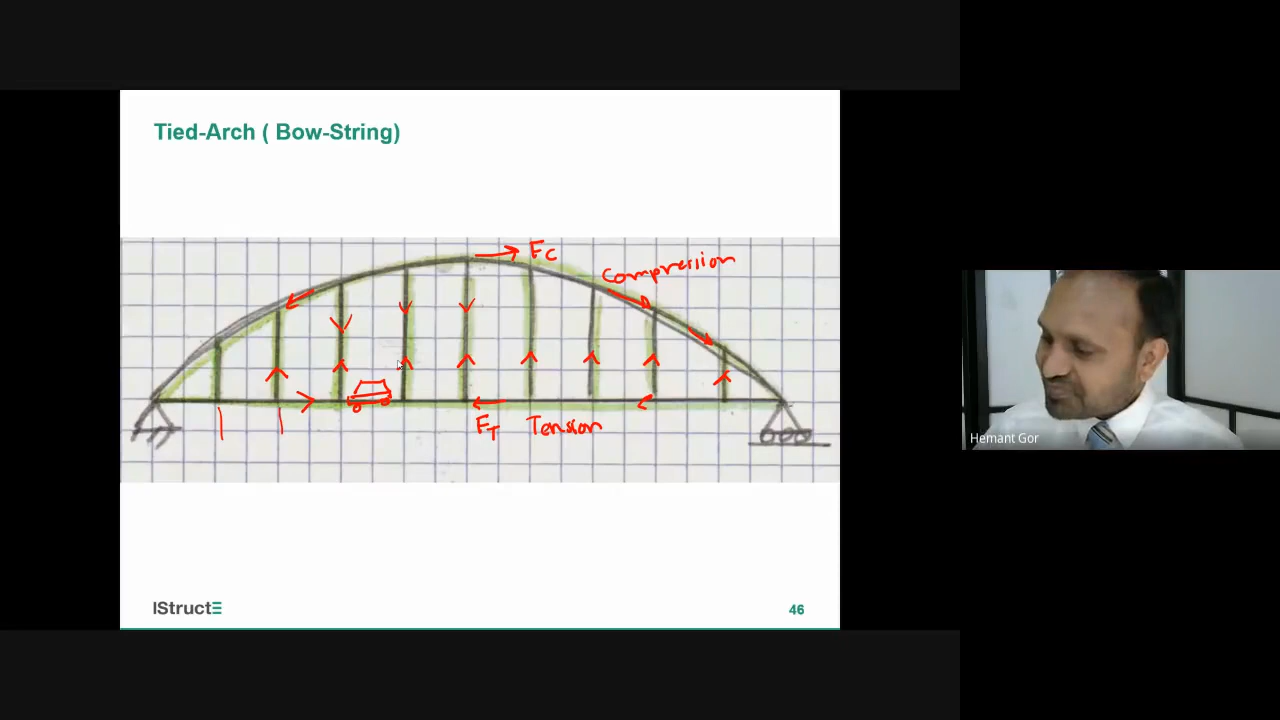 Tied-Arch ( Bow-String)
Fc
Compression
FT Tension
IStructE
46
Hemant Gor